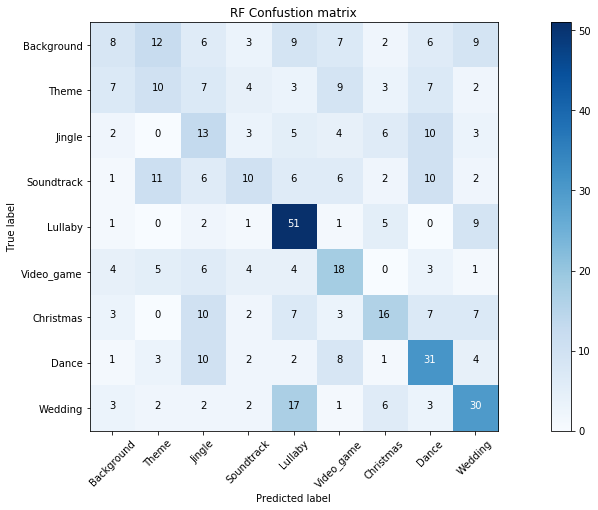 RF Confustion matrix
True label
Background 8 12 6 3 9 7 2 6 9
Theme 7 10 7 4 3 9 3 7 2
Jingle 2 0 13 3 5 4 6 10 3
Soundtrack 1 11 6 10 6 6 2 10 2
Lullaby 1 0 2 1 51 1 5 0 9
Video_game 4 5 6 4 4 18 0 3 1
Christmas 3 0 10 2 7 3 16 7 7
Dance 1 3 10 2 2 8 1 31 4
Wedding 3 2 2 2 17 1 6 3 30
Background Theme Jingle Soundtrack Lullaby Video_game Christmas Dance Wedding
Predicted label
50
40
30
20
10
0